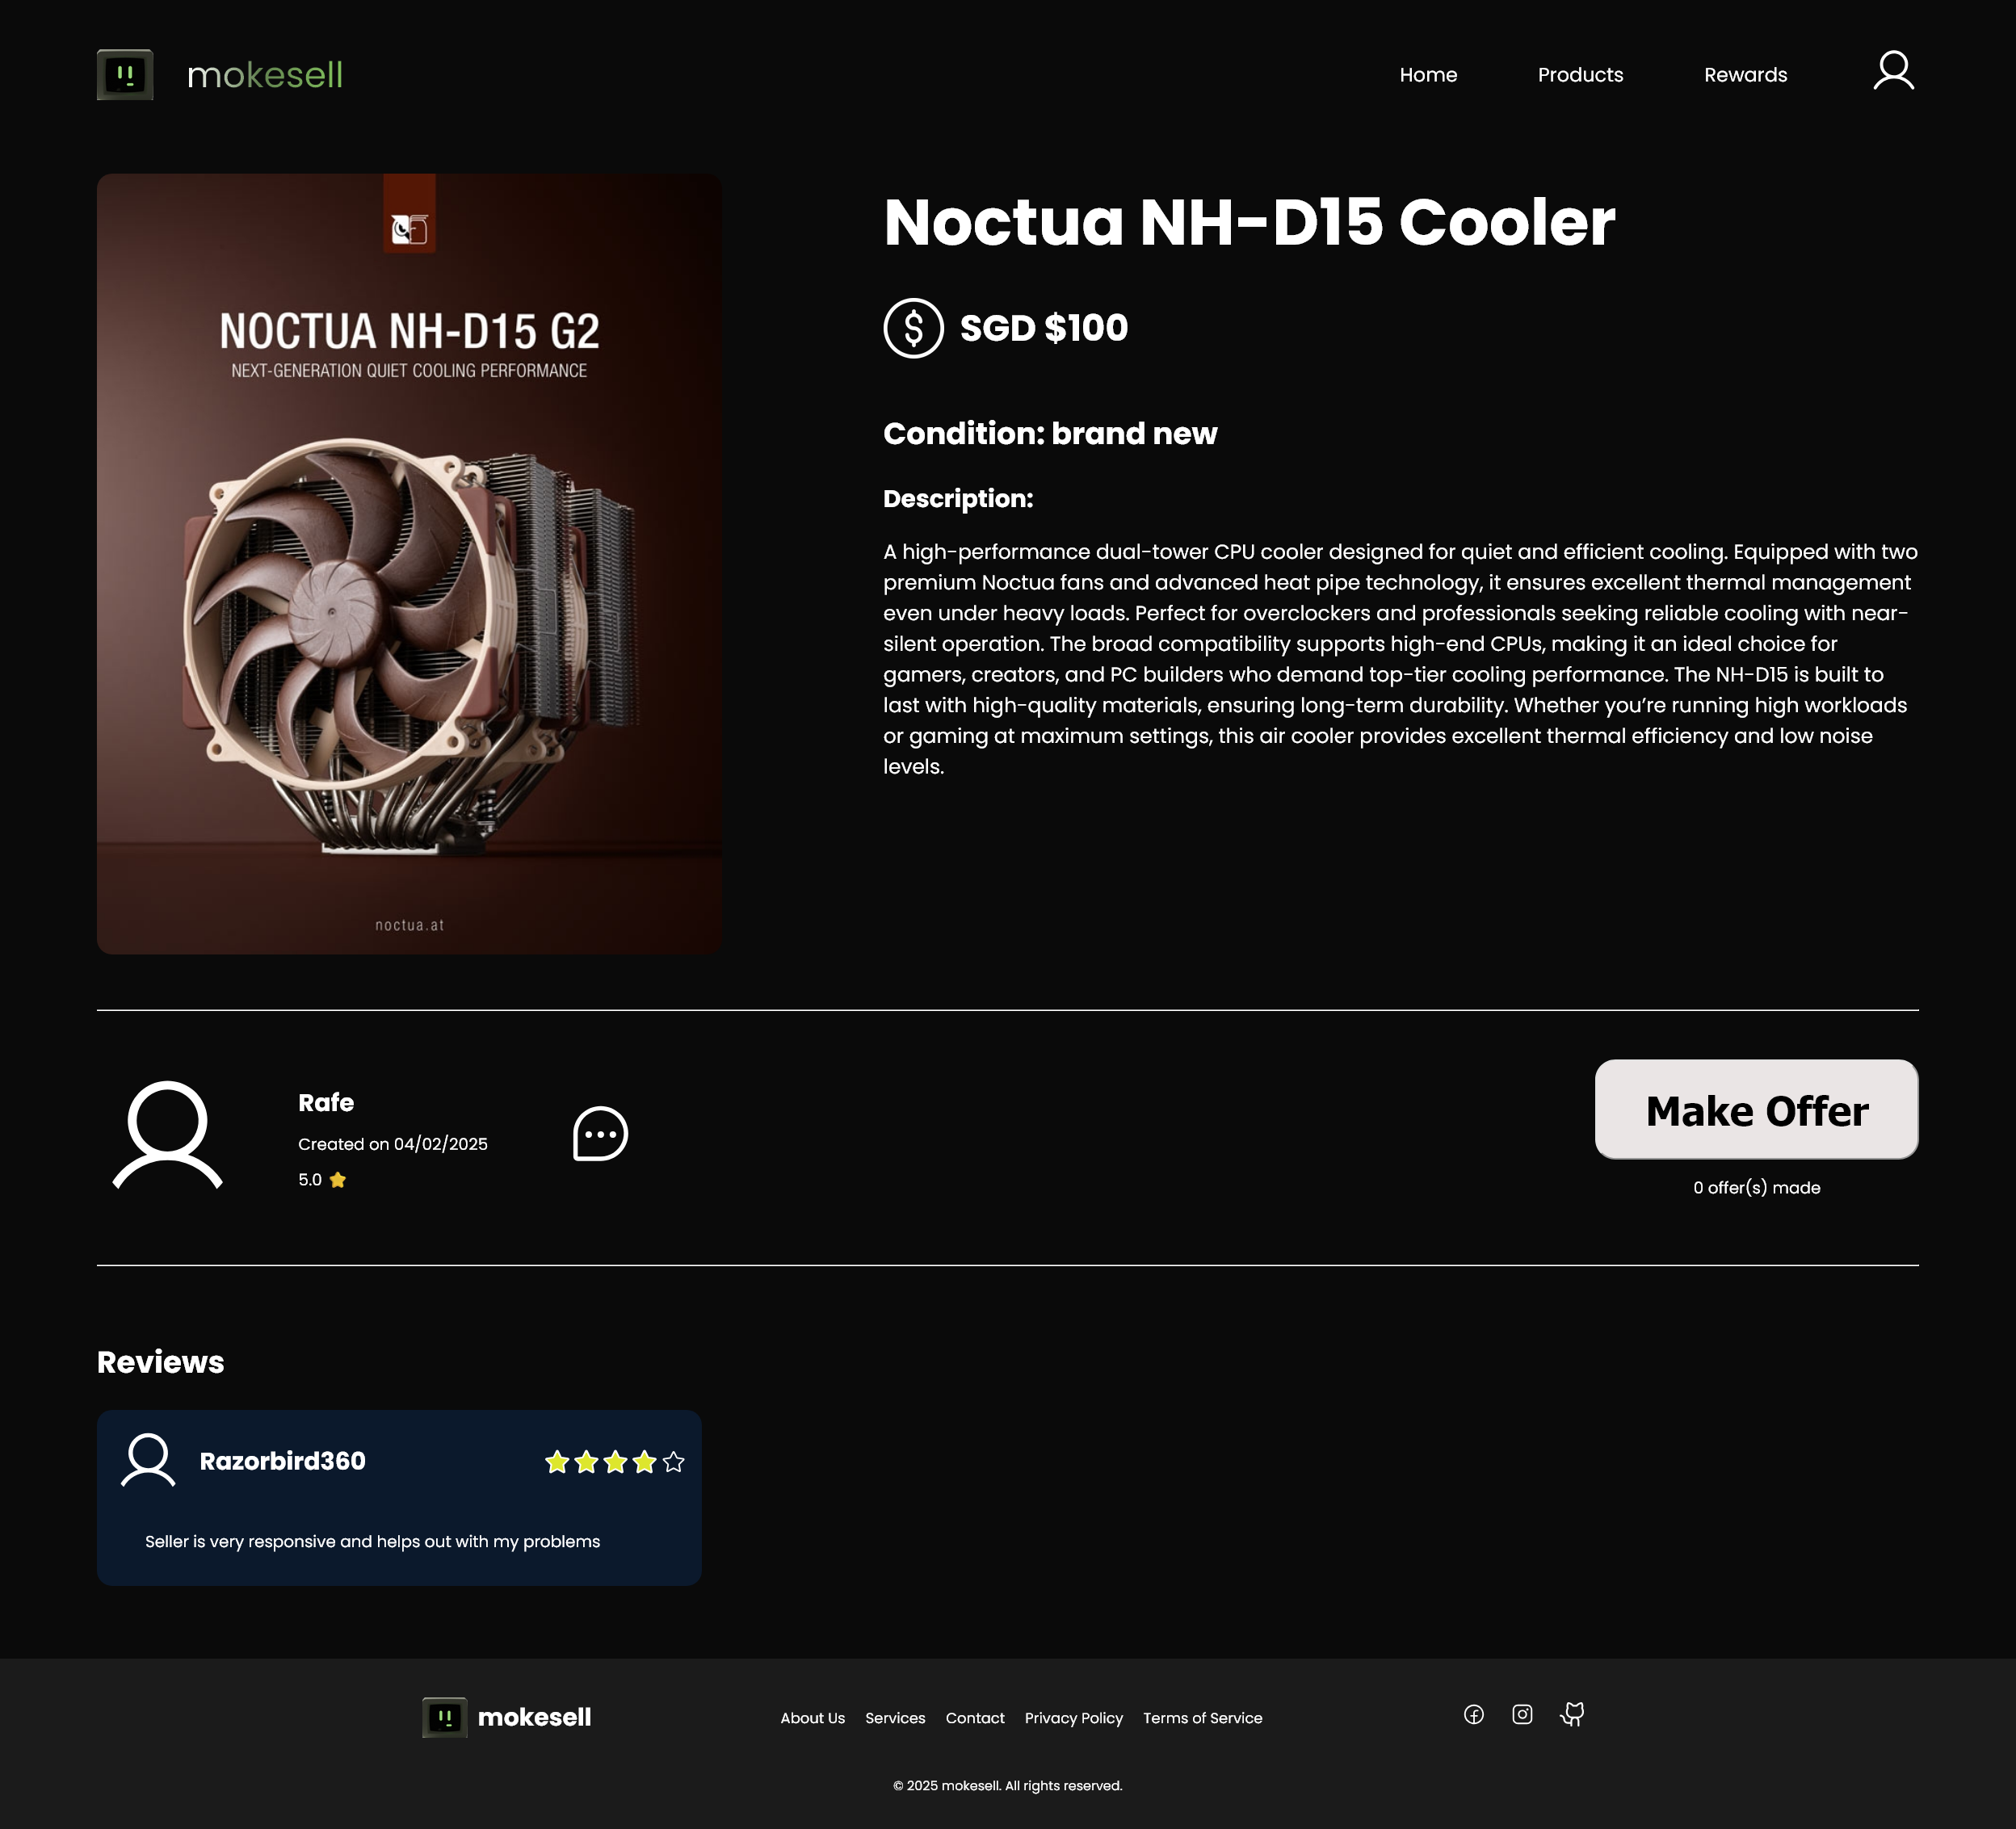 mokesell
Home
Products
Rewards
NOCTUA NH-D15 G2
NEXT-GENERATION QUIET COOLING PERFORMANCE
noctua.at
Noctua NH-D15 Cooler
SGD $100
Condition: brand new
Description:
A high-performance dual-tower CPU cooler designed for quiet and efficient cooling. Equipped with two
premium Noctua fans and advanced heat pipe technology, it ensures excellent thermal management
even under heavy loads. Perfect for overclockers and professionals seeking reliable cooling with near-
silent operation. The broad compatibility supports high-end CPUs, making it an ideal choice for
gamers, creators, and PC builders who demand top-tier cooling performance. The NH-D15 is built to
last with high-quality materials, ensuring long-term durability. Whether you’re running high workloads
or gaming at maximum settings, this air cooler provides excellent thermal efficiency and low noise
levels.
Rafe
Created on 04/02/2025
5.0
Make Offer
0 offer(s) made
Reviews
Razorbird360
Seller is very responsive and helps out with my problems
mokesell
About Us
Services
Contact
Privacy Policy
Terms of Service
© 2025 mokesell. All rights reserved.